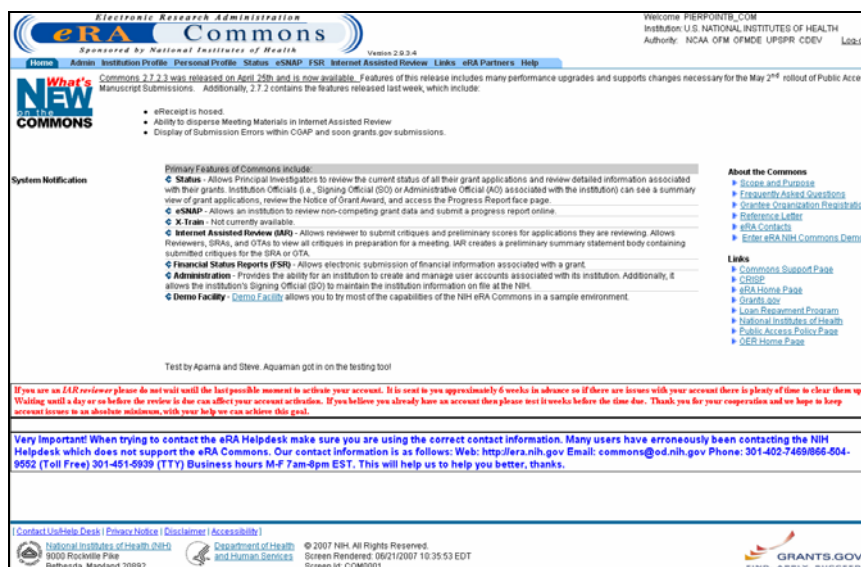 Electronic Research Administration
eRA Commons
Sponsored by National Institutes of Health
Version 2.9.3.4
Welcome PIERPOINTB_COM
Institution: U.S. NATIONAL INSTITUTES OF HEALTH
Authority: NCAA OFM OFMDE UPSPR CDEV
Home Admin Institution Profile Personal Profile Status eSNAP FSR Internet Assisted Review Links eRA Partners Help
What's NEW on the COMMONS
Commons 2.7.2.3 was released on April 25th and is now available. Features of this release includes many performance upgrades and supports changes necessary for the May 2nd rollout of Public Acce
Manuscript Submissions. Additionally, 2.7.2 contains the features released last week, which include:
eReceipt is hosed.
Ability to disperse Meeting Materials in Internet Assisted Review
Display of Submission Errors within CGAP and soon grants.gov submissions.
System Notification
Primary Features of Commons include:
Status - Allows Principal Investigators to review the current status of all their grant applications and review detailed information associated
with their grants. Institution Officials (i.e., Signing Official (SO) or Administrative Official (AO) associated with the institution) can see a summary
view of grant applications, review the Notice of Grant Award, and access the Progress Report face page.
eSNAP - Allows an institution to review non-competing grant data and submit a progress report online.
X-Train - Not currently available.
Internet Assisted Review (IAR) - Allows reviewer to submit critiques and preliminary scores for applications they are reviewing. Allows
Reviewers, SRAs, and GTAs to view all critiques in preparation for a meeting. IAR creates a preliminary summary statement body containing
submitted critiques for the SRA or GTA.
Financial Status Reports (FSR) - Allows electronic submission of financial information associated with a grant.
Administration - Provides the ability for an institution to create and manage user accounts associated with its institution. Additionally, it
allows the institution's Signing Official (SO) to maintain the institution information on file at the NIH.
Demo Facility - Demo Facility allows you to try most of the capabilities of the NIH eRA Commons in a sample environment.
Test by Aparna and Steve. Aquaman got in on the testing too!
About the Commons
Scope and Purpose
Frequently Asked Questions
Grantee Organization Registratio
Reference Letter
eRA Contacts
Enter eRA NIH Commons Demo
Links
Commons Support Page
CRISP
eRA Home Page
Grants.gov
Loan Repayment Program
National Institutes of Health
Public Access Policy Page
OER Home Page
If you are an IAR reviewer please do not wait until the last possible moment to activate your account. It is sent to you approximately 6 weeks in advance so if there are issues with your account there is plenty of time to clear them up
Waiting until a day or so before the review is due can affect your account activation. If you believe you already have an account then please test it weeks before the time due. Thank you for your cooperation and we hope to keep
account issues to an absolute minimum, with your help we can achieve this goal.
Very Important! When trying to contact the eRA Helpdesk make sure you are using the correct contact information. Many users have erroneously been contacting the NIH
Helpdesk which does not support the eRA Commons. Our contact information is as follows: Web: http://era.nih.gov Email: commons@od.nih.gov Phone: 301-402-7469/866-504-
9552 (Toll Free) 301-451-5939 (TTY) Business hours M-F 7am-8pm EST. This will help us to help you better, thanks.
[ Contact Us/Help Desk | Privacy Notice | Disclaimer | Accessibility ]
National Institutes of Health (NIH)
9000 Rockville Pike
Bethesda, Maryland 20892
Department of Health
and Human Services
© 2007 NIH. All Rights Reserved.
Screen Rendered: 06/21/2007 10:35:53 EDT
Screen Id: COM0001
GRANTS.GOV